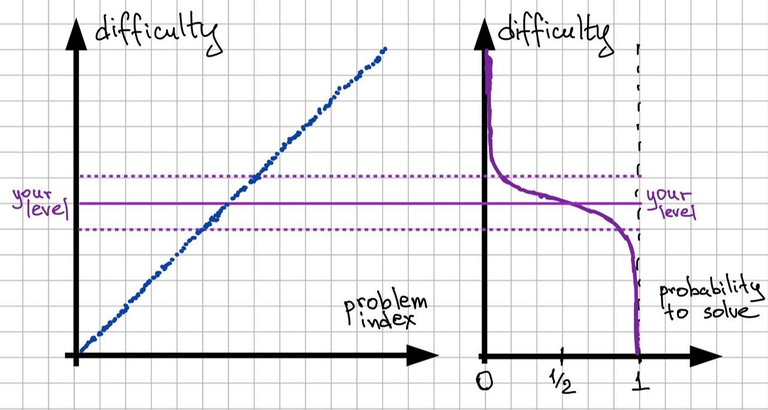 difficulty
your
level
problem
index
difficulty
your
level
probability
to solve
0
1/2
1